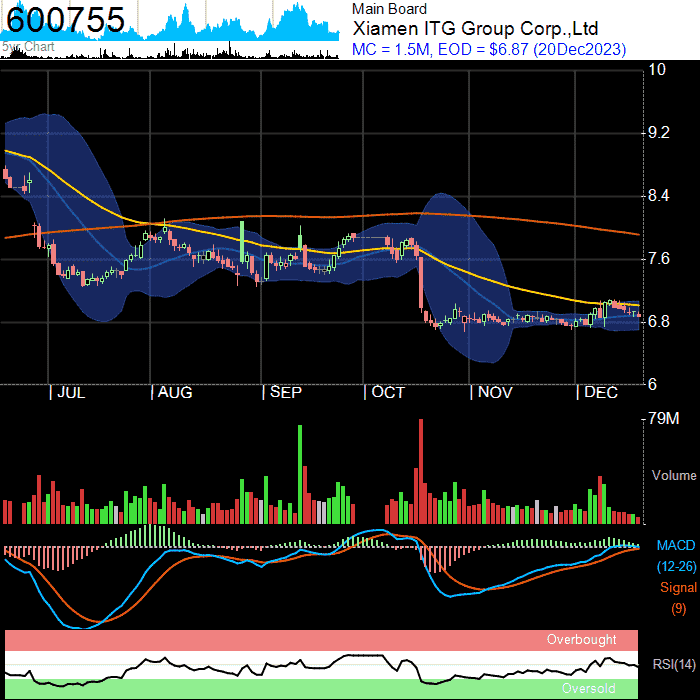 600755
5yr Chart
Main Board
Xiamen ITG Group Corp.,Ltd
MC = 1.5M, EOD = $6.87 (20Dec2023)
10
9.2
8.4
7.6
6.8
6
JUL
AUG
SEP
OCT
NOV
DEC
79M
Volume
MACD
(12-26)
Signal
(9)
Overbought
RSI(14)
Oversold